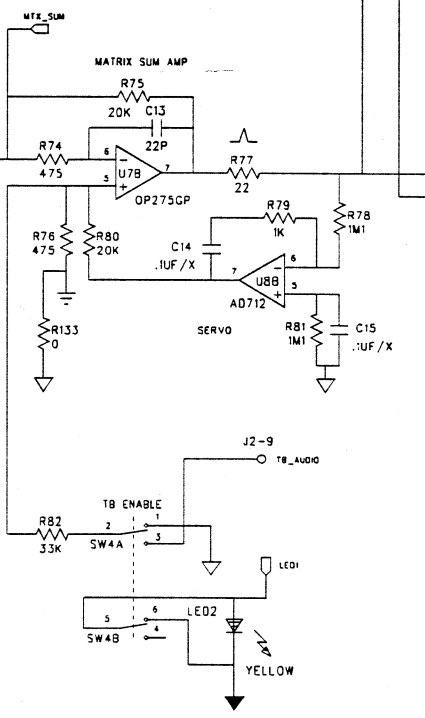 MTX_SUM
MATRIX SUM AMP
R75
20K
C13
22P
R74
475
6
5
U7B
7
OP275GP
R77
22
R79
1K
R78
1M1
R76
475
R80
20K
C14
.1UF/X
7
6
5
U8B
AD712
R81
1M1
C15
.1UF/X
SERVO
R133
0
J2-9
TB_AUDIO
TB ENABLE
R82
33K
2
1
3
SW4A
LED1
5
6
4
SW4B
LED2
YELLOW